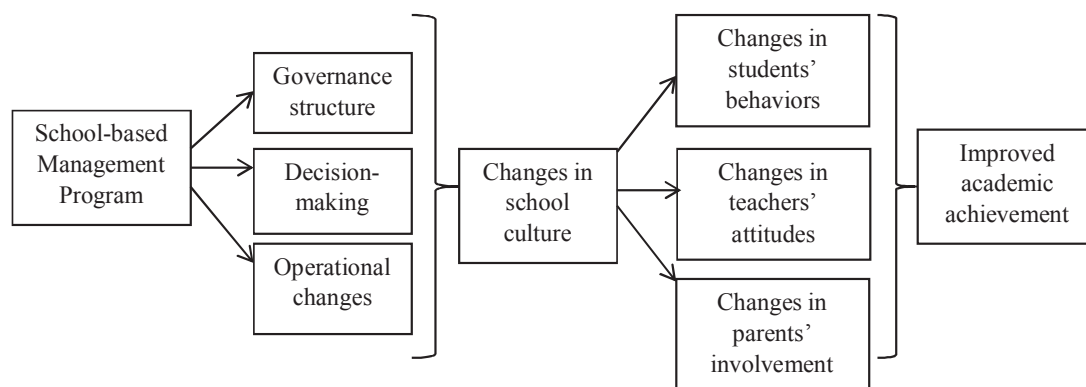 School-based
Management
Program
Governance
structure
Decision-
making
Operational
changes
Changes in
school
culture
Changes in
students’
behaviors
Changes in
teachers’
attitudes
Changes in
parents’
involvement
Improved
academic
achievement